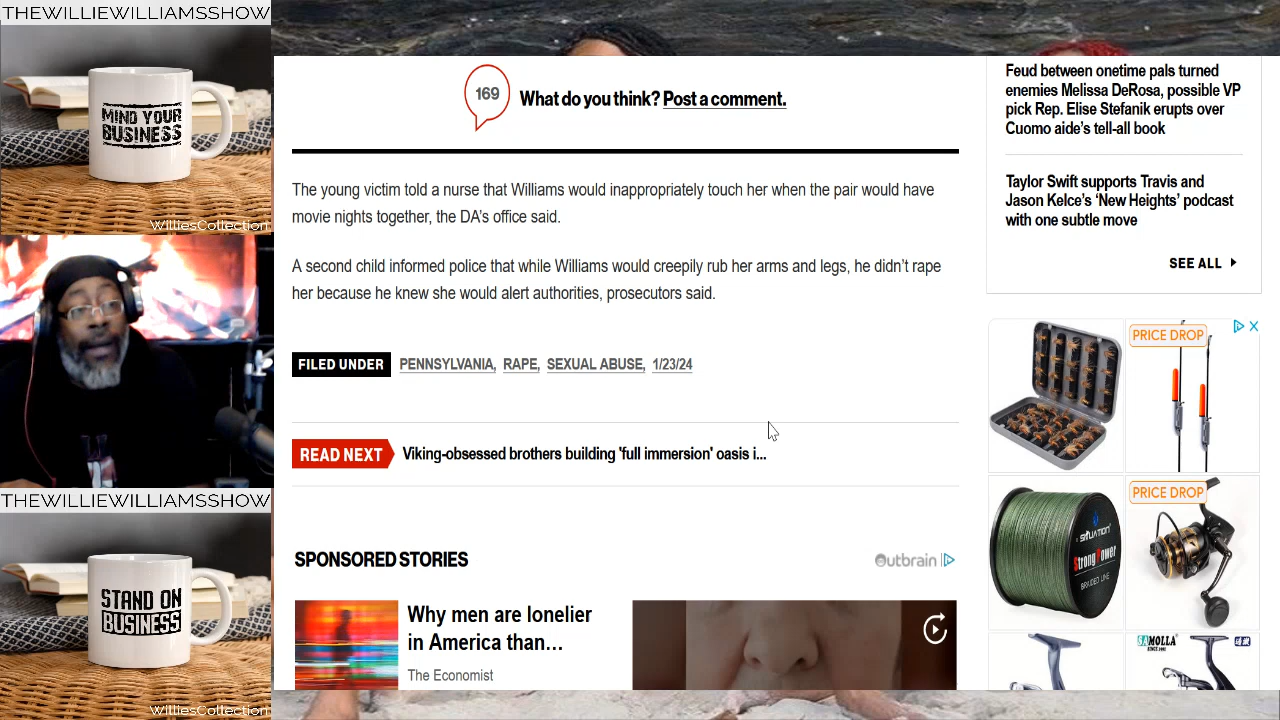 THEWILLIEWILLIAMSSHOW
MIND YOUR
BUSINESS
WilliesCollection
THEWILLIEWILLIAMSSHOW
STAND ON
BUSINESS
WilliesCollection
169
What do you think? Post a comment.
The young victim told a nurse that Williams would inappropriately touch her when the pair would have
movie nights together, the DA's office said.
A second child informed police that while Williams would creepily rub her arms and legs, he didn't rape
her because he knew she would alert authorities, prosecutors said.
FILED UNDER PENNSYLVANIA, RAPE, SEXUAL ABUSE, 1/23/24
READ NEXT Viking-obsessed brothers building 'full immersion' oasis i...
SPONSORED STORIES
Outbrain
Why men are lonelier
in America than...
The Economist
Feud between onetime pals turned
enemies Melissa DeRosa, possible VP
pick Rep. Elise Stefanik erupts over
Cuomo aide's tell-all book
Taylor Swift supports Travis and
Jason Kelce's ‘New Heights’ podcast
with one subtle move
SEE ALL
PRICE DROP
PRICE DROP
SITUATION
Strong Power
BRAIDED LINE
SAMOLLA